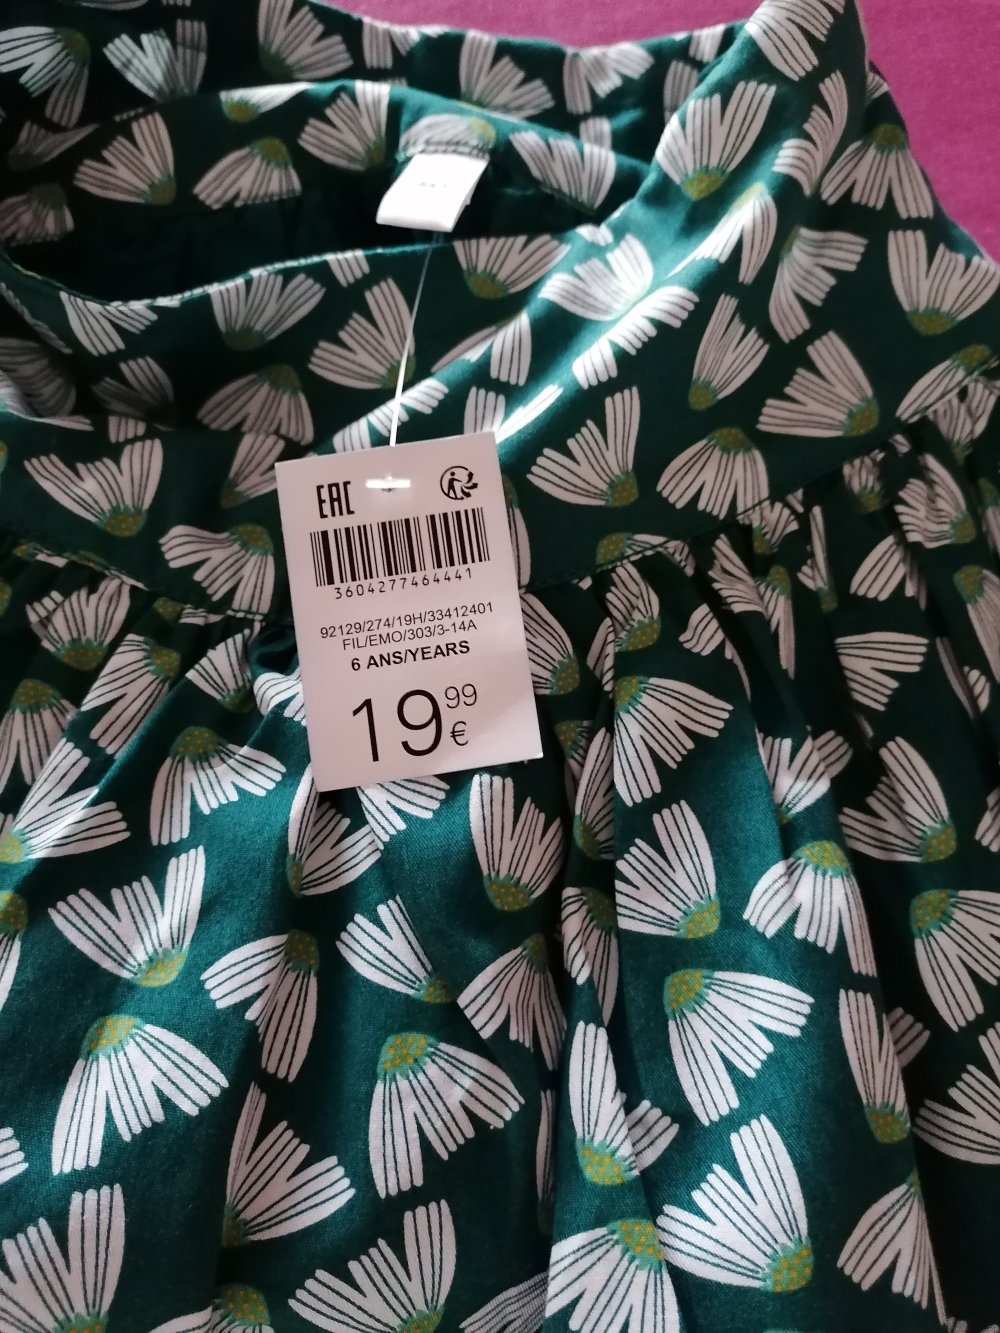 EAC
3604277464441
92129/274/19H/33412401
FIL/EMO/303/3-14A
6 ANS/YEARS
19 99 €